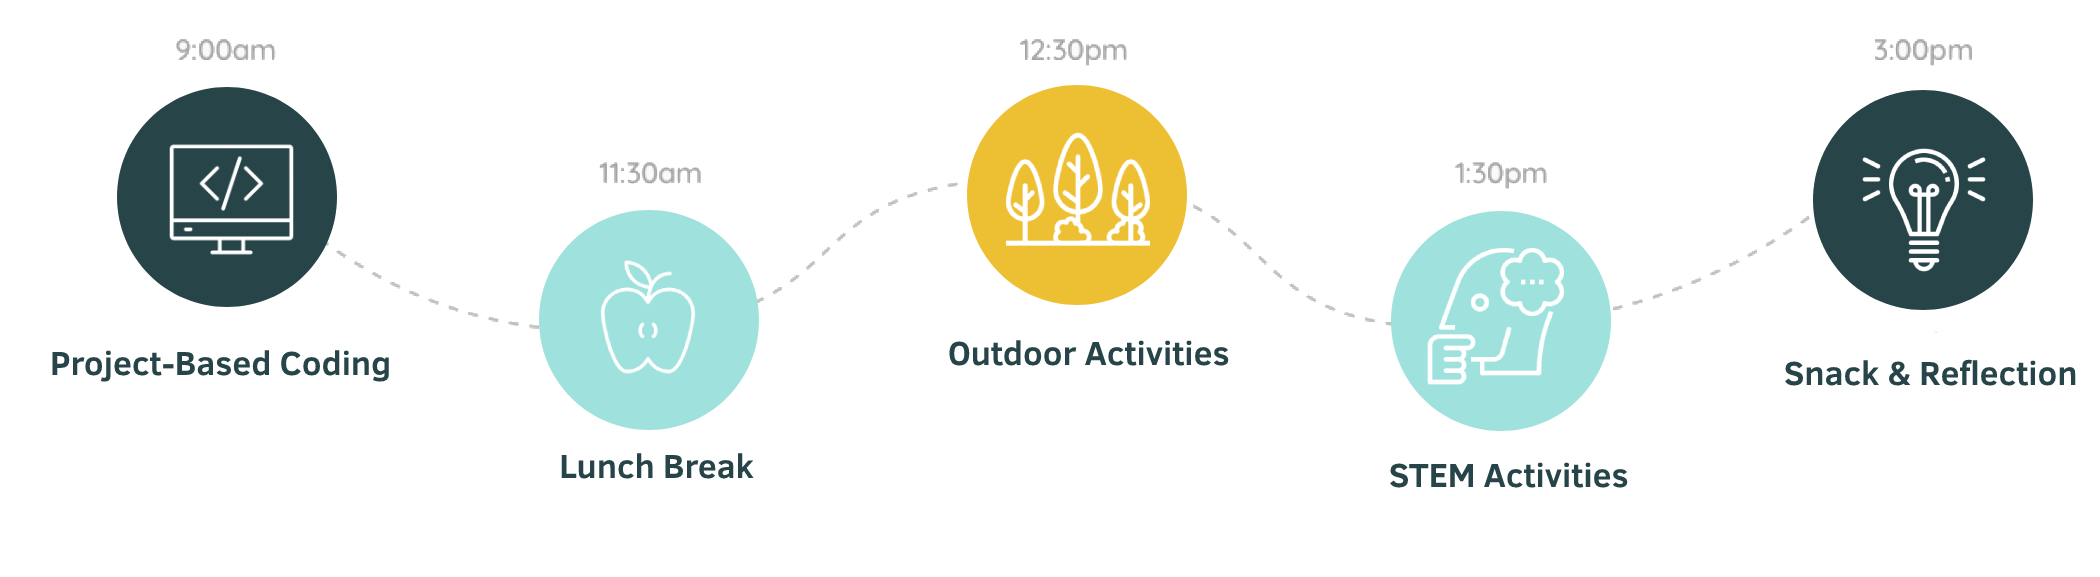 9:00am
Project-Based Coding
11:30am
Lunch Break
12:30pm
Outdoor Activities
1:30pm
STEM Activities
3:00pm
Snack & Reflection